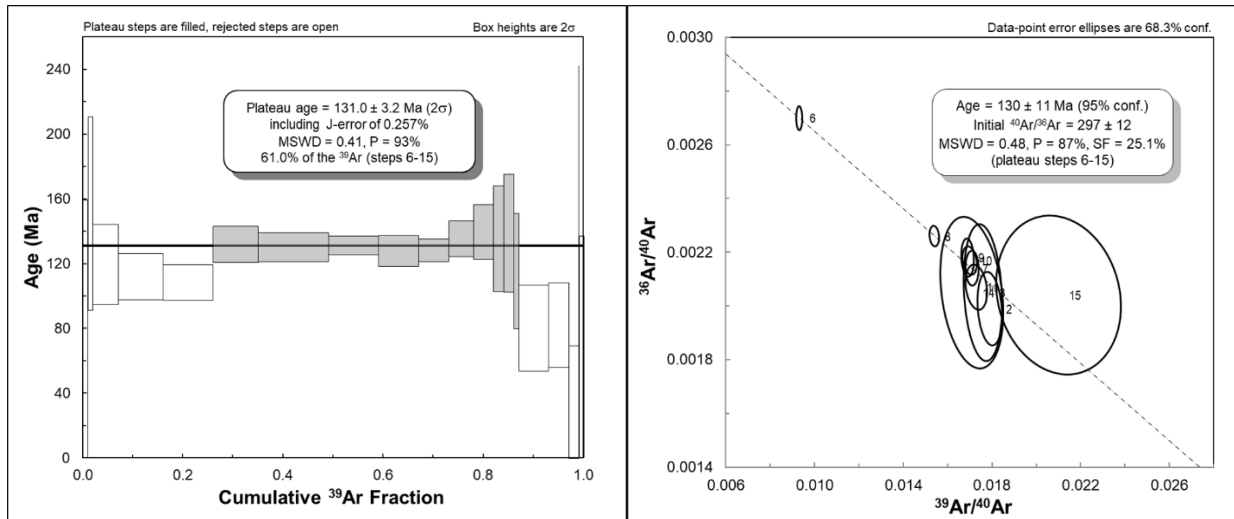 Plateau steps are filled, rejected steps are open
Box heights are 2σ
240
200
160
120
80
40
0
Age (Ma)
Plateau age = 131.0 ± 3.2 Ma (2σ)
including J-error of 0.257%
MSWD = 0.41, P = 93%
61.0% of the ³⁹Ar (steps 6-15)
0.0
0.2
0.4
0.6
0.8
1.0
Cumulative ³⁹Ar Fraction
Data-point error ellipses are 68.3% conf.
0.0030
0.0026
0.0022
0.0018
0.0014
³⁶Ar/⁴⁰Ar
Age = 130 ± 11 Ma (95% conf.)
Initial ⁴⁰Ar/³⁶Ar = 297 ± 12
MSWD = 0.48, P = 87%, SF = 25.1%
(plateau steps 6-15)
6
8
9
10
14
2
15
0.006
0.010
0.014
0.018
0.022
0.026
³⁹Ar/⁴⁰Ar